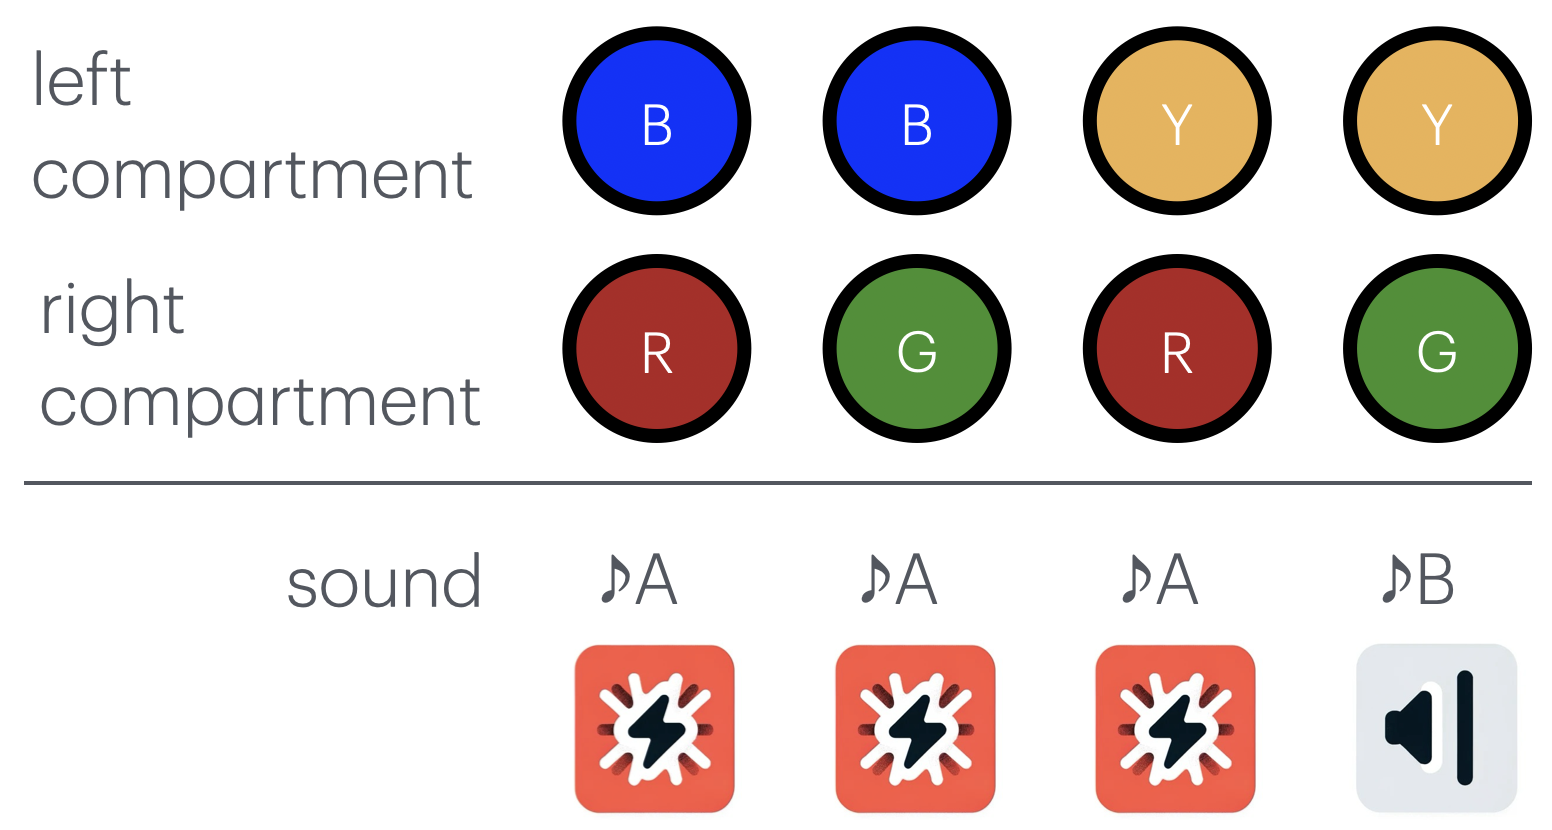 left
compartment
B B Y Y
right
compartment
R G R G
sound ♪A ♪A ♪A ♪B